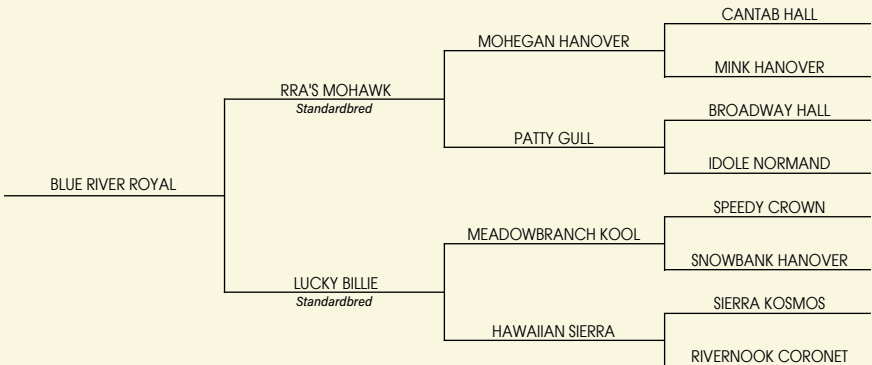 CANTAB HALL
MOHEGAN HANOVER
MINK HANOVER
RRA'S MOHAWK
Standardbred
BROADWAY HALL
PATTY GULL
IDOLE NORMAND
BLUE RIVER ROYAL
SPEEDY CROWN
MEADOWBRANCH KOOL
SNOWBANK HANOVER
LUCKY BILLIE
Standardbred
SIERRA KOSMOS
HAWAIIAN SIERRA
RIVERNOOK CORONET